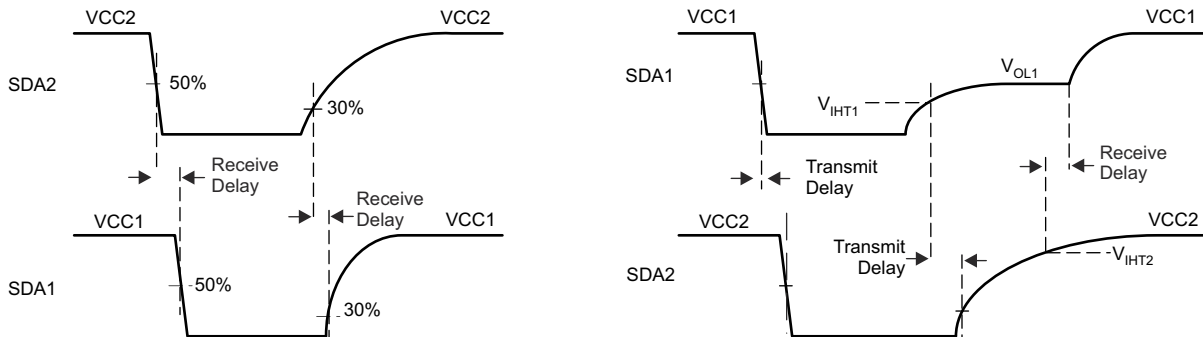 VCC2
VCC2
SDA2
50%
30%
Receive
Delay
Receive
Delay
VCC1
VCC1
SDA1
50%
30%
VCC1
VCC1
SDA1
VOL1
VIHT1
Transmit
Delay
Receive
Delay
VCC2
VCC2
Transmit
Delay
VIHT2
SDA2